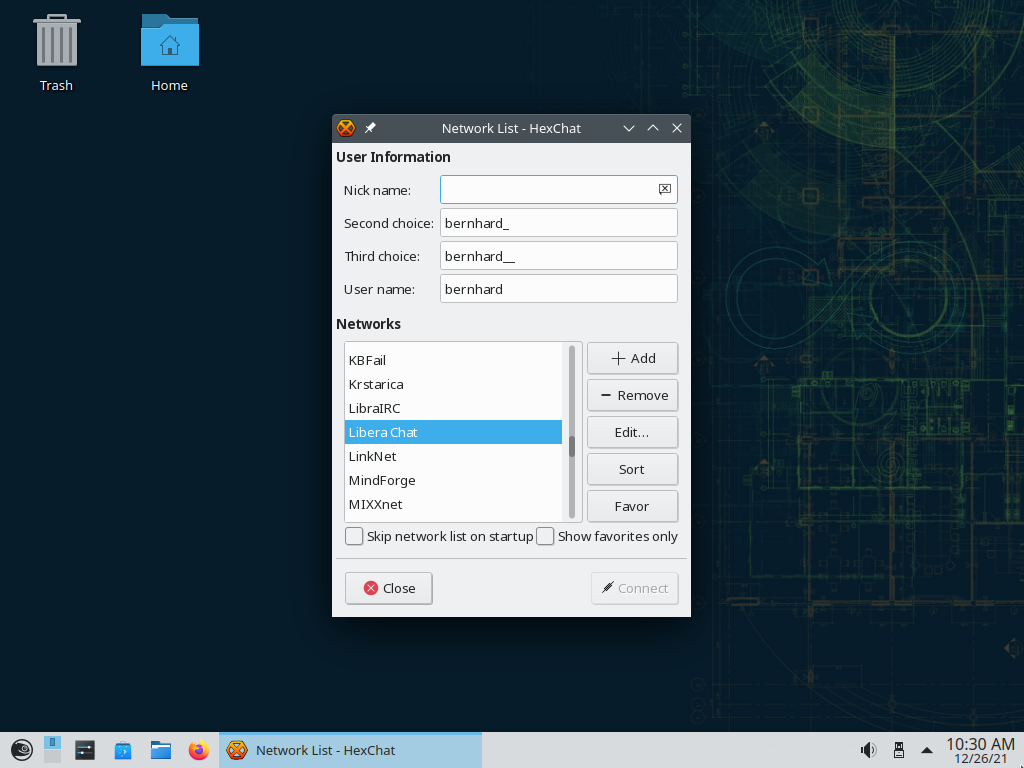 Trash
Home
Network List - HexChat
User Information
Nick name:
Second choice:
bernhard_
Third choice:
bernhard__
User name:
bernhard
Networks
KBFail
Krstarica
LibraIRC
Libera Chat
LinkNet
MindForge
MIXXnet
Add
Remove
Edit...
Sort
Favor
Skip network list on startup
Show favorites only
Close
Connect
Network List - HexChat
10:30 AM
12/26/21